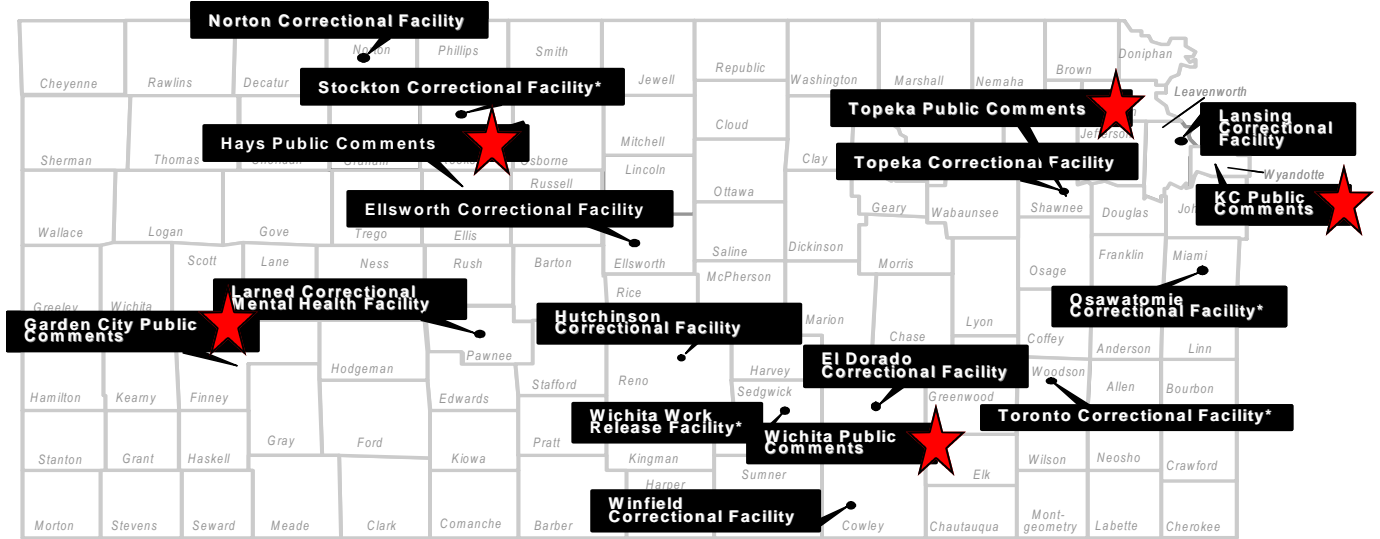 Norton Correctional Facility
Norton
Phillips
Smith
Doniphan
Cheyenne
Rawlins
Decatur
Jewell
Republic
Washington
Marshall
Nemaha
Brown
Stockton Correctional Facility*
Leavenworth
Topeka Public Comments
Lansing
Correctional
Facility
Hays Public Comments
Cloud
Mitchell
Jefferson
Sherman
Thomas
Osborne
Clay
Topeka Correctional Facility
Lincoln
Wyandotte
Russell
Ottawa
KC Public
Comments
Ellsworth Correctional Facility
Geary
Wabaunsee
Shawnee
Douglas
Wallace
Logan
Gove
Trego
Ellis
Saline
Dickinson
Scott
Lane
Ness
Rush
Barton
Ellsworth
Morris
Osage
Franklin
Miami
McPherson
Larned Correctional
Mental Health Facility
Rice
Greeley
Wichita
Garden City Public
Comments
Hutchinson
Correctional Facility
Marion
Chase
Lyon
Coffey
Osawatomie
Correctional Facility*
Anderson
Linn
Pawnee
Hodgeman
El Dorado
Correctional Facility
Hamilton
Kearny
Finney
Edwards
Stafford
Reno
Harvey
Sedgwick
Greenwood
Woodson
Allen
Bourbon
Wichita Work
Release Facility*
Wichita Public
Comments
Toronto Correctional Facility*
Gray
Ford
Stanton
Grant
Haskell
Kiowa
Pratt
Kingman
Sumner
Elk
Wilson
Neosho
Crawford
Harper
Winfield
Correctional Facility
Morton
Stevens
Seward
Meade
Clark
Comanche
Barber
Cowley
Chautauqua
Mont-
geometry
Labette
Cherokee